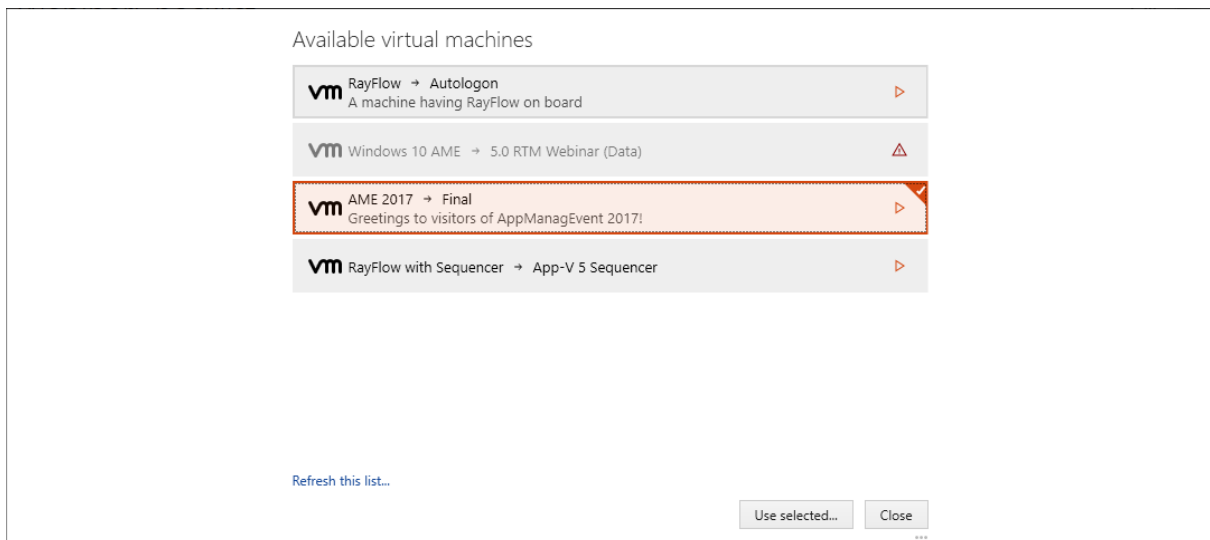 Available virtual machines
vm RayFlow → Autologon
A machine having RayFlow on board
vm Windows 10 AME → 5.0 RTM Webinar (Data)
vm AME 2017 → Final
Greetings to visitors of AppManagEvent 2017!
vm RayFlow with Sequencer → App-V 5 Sequencer
Refresh this list...
Use selected...
Close